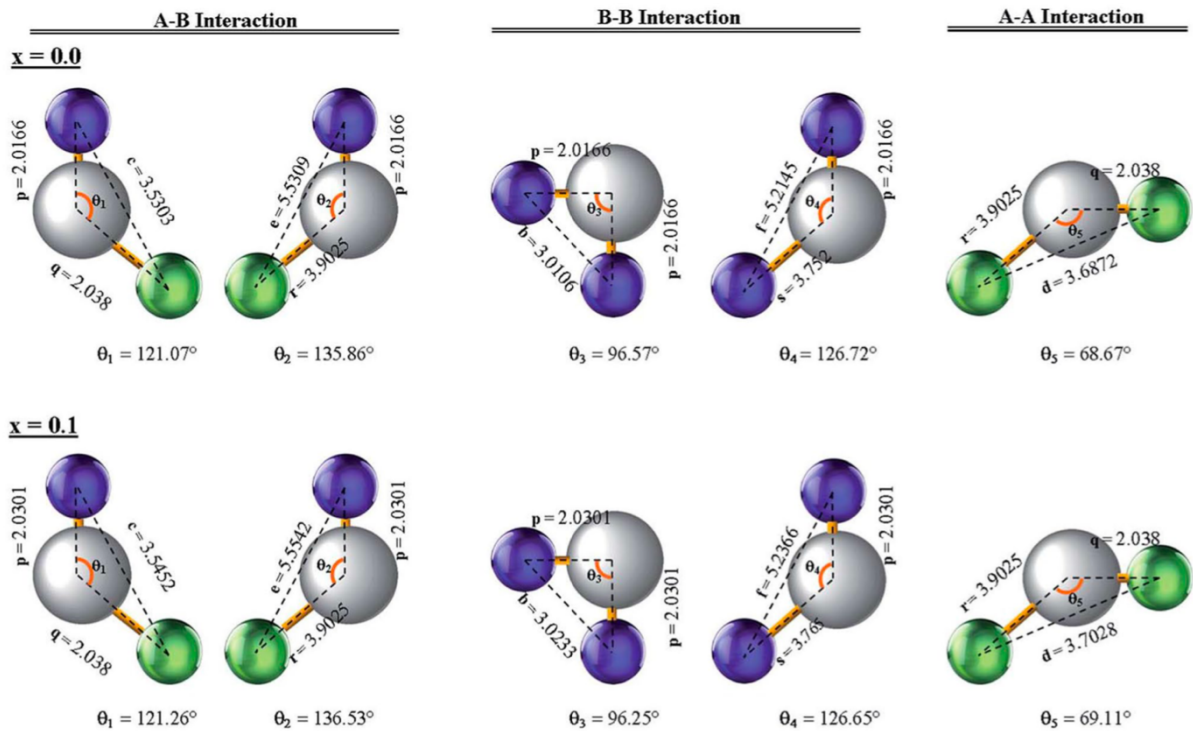 A-B Interaction
B-B Interaction
A-A Interaction
x = 0.0
p = 2.0166
c = 3.5303
θ1
q = 2.038
p = 2.0166
e = 5.5309
θ2
r = 3.9025
p = 2.0166
θ3
b = 3.0106
p = 2.0166
p = 2.0166
f = 5.2145
θ4
s = 3.752
q = 2.038
r = 3.9025
θ5
d = 3.6872
θ1 = 121.07°
θ2 = 135.86°
θ3 = 96.57°
θ4 = 126.72°
θ5 = 68.67°
x = 0.1
p = 2.0301
c = 3.5452
θ1
q = 2.038
p = 2.0301
e = 5.5542
θ2
r = 3.9025
p = 2.0301
θ3
b = 3.0233
p = 2.0301
p = 2.0301
f = 5.2366
θ4
s = 3.765
q = 2.038
r = 3.9025
θ5
d = 3.7028
θ1 = 121.26°
θ2 = 136.53°
θ3 = 96.25°
θ4 = 126.65°
θ5 = 69.11°